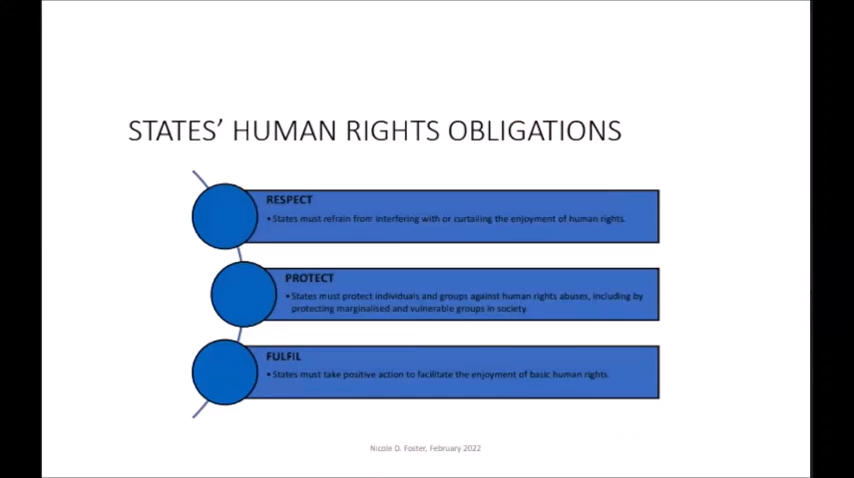 STATES’ HUMAN RIGHTS OBLIGATIONS
RESPECT
• States must refrain from interfering with or curtailing the enjoyment of human rights.
PROTECT
• States must protect individuals and groups against human rights abuses, including by
protecting marginalised and vulnerable groups in society.
FULFIL
• States must take positive action to facilitate the enjoyment of basic human rights.
Nicole D. Foster, February 2022